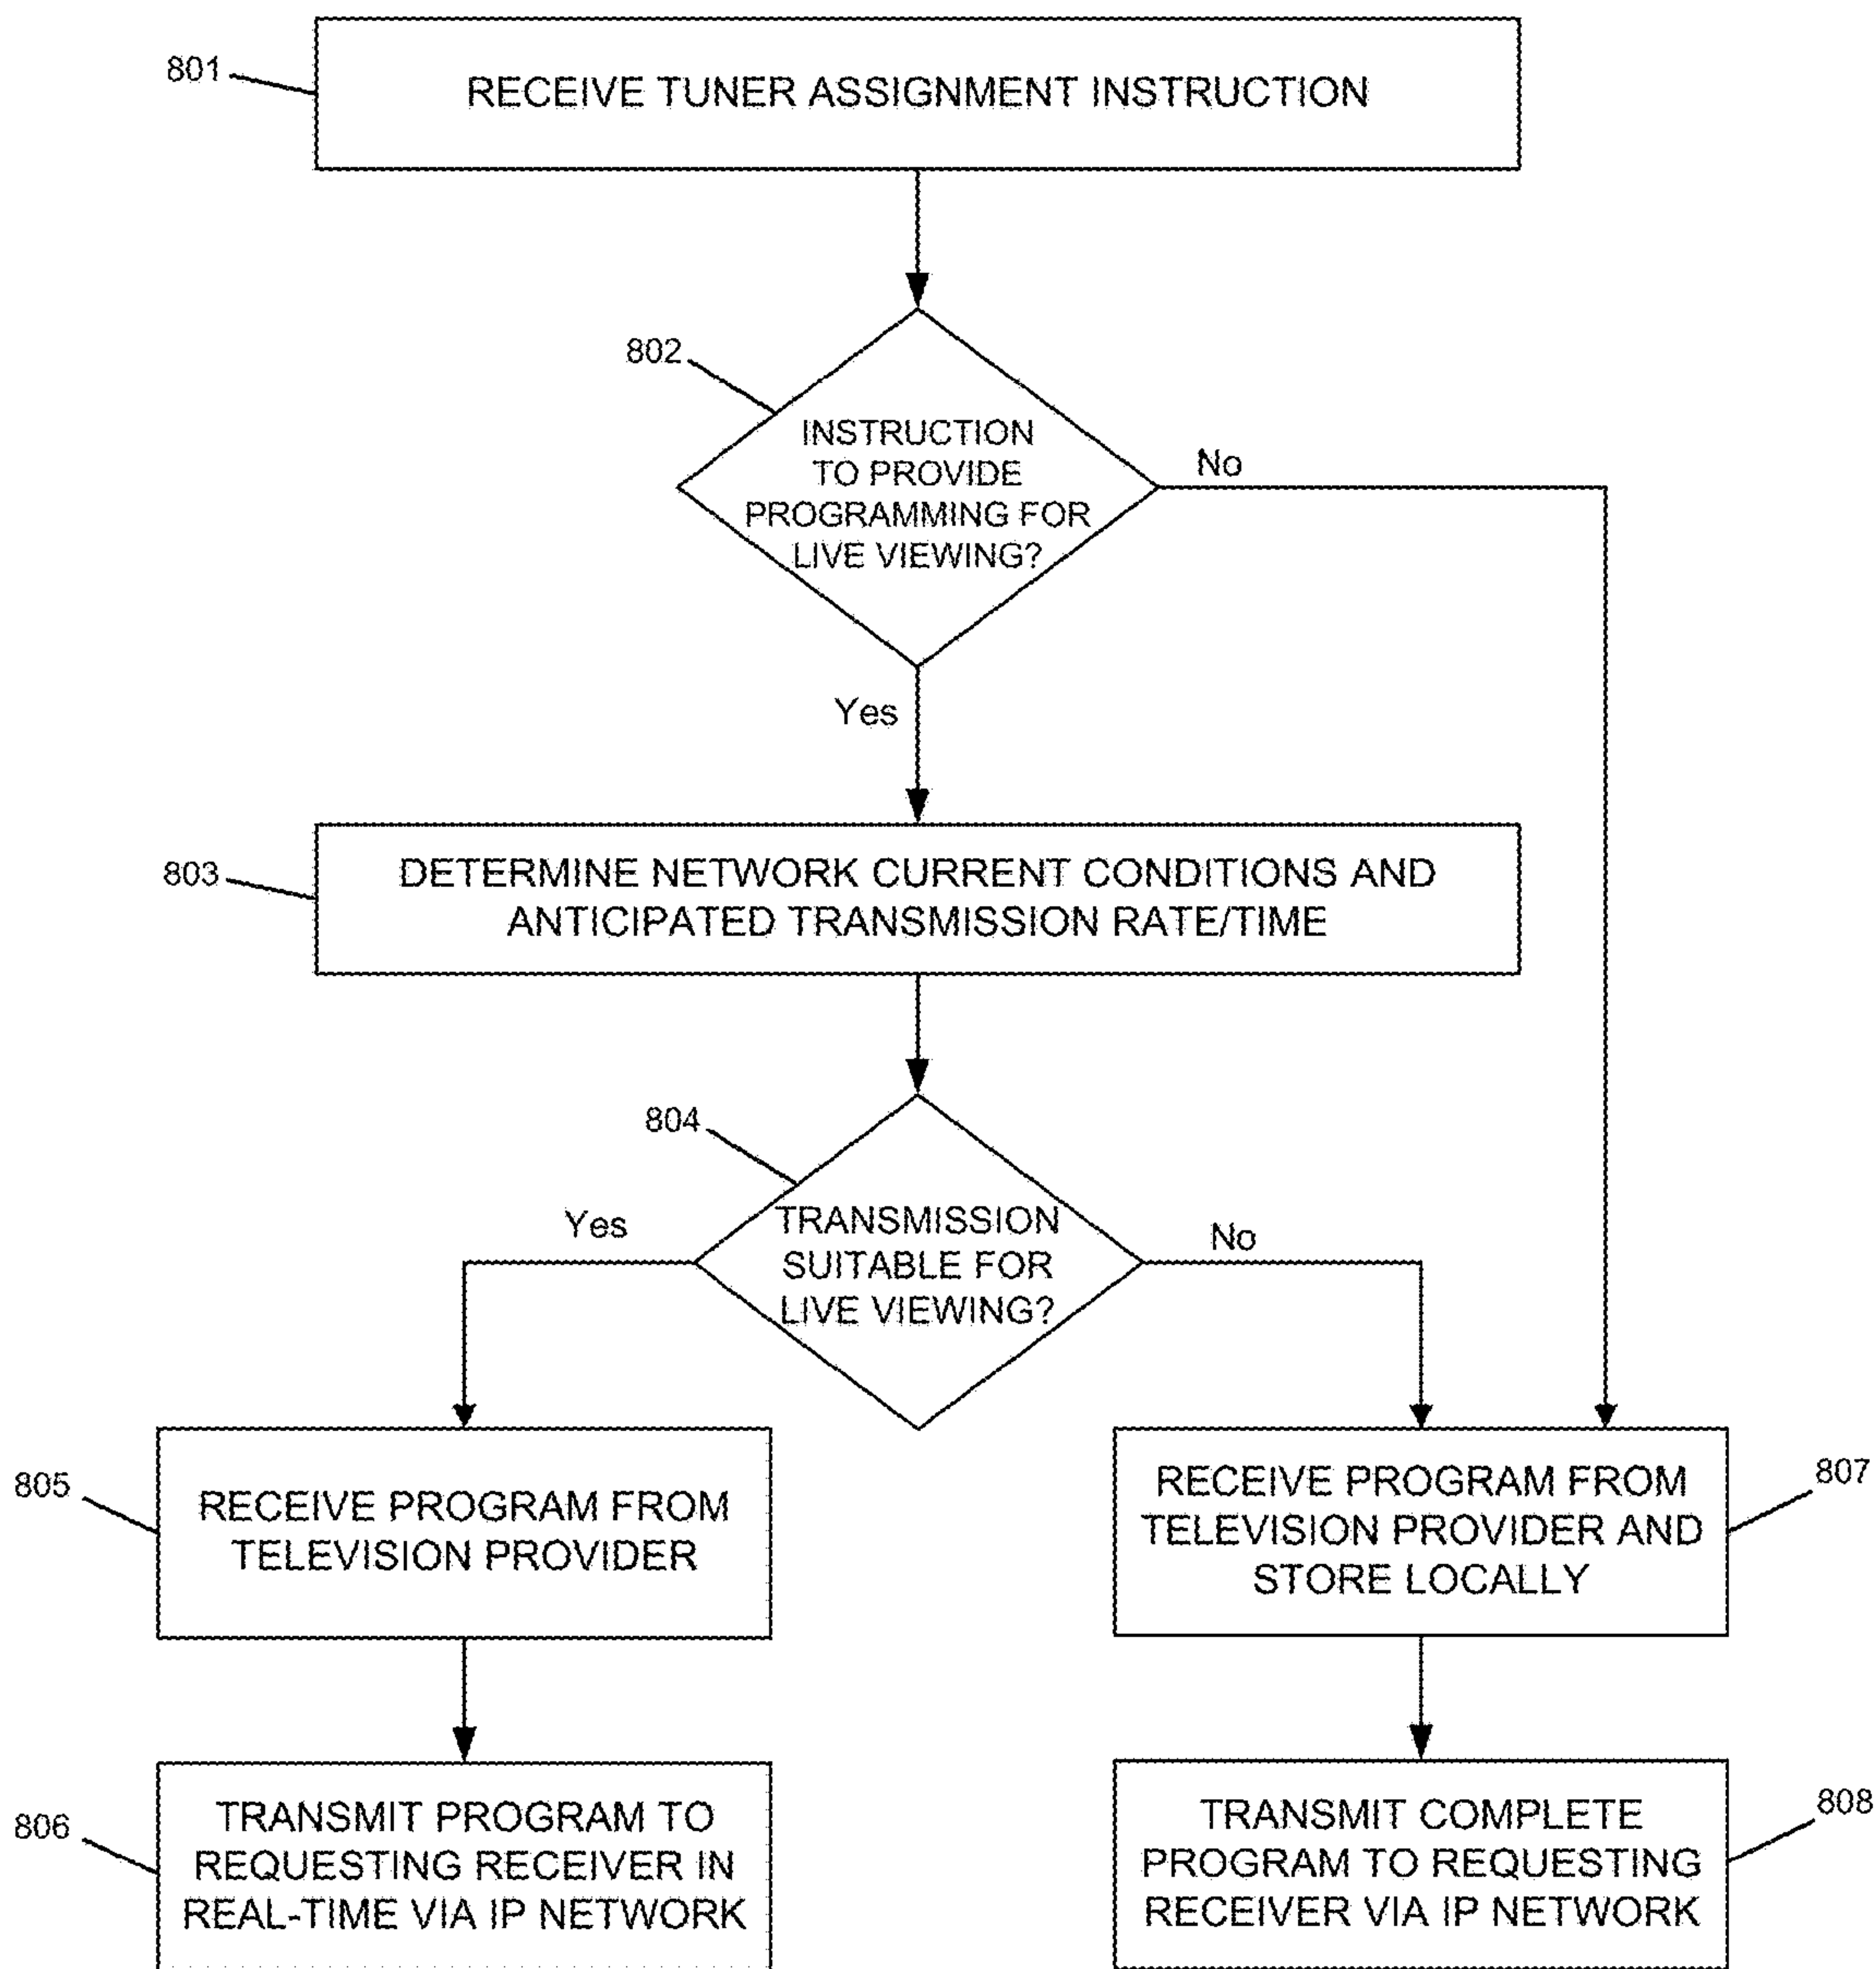 801
RECEIVE TUNER ASSIGNMENT INSTRUCTION
802
INSTRUCTION
TO PROVIDE
PROGRAMMING FOR
LIVE VIEWING?
No
Yes
803
DETERMINE NETWORK CURRENT CONDITIONS AND
ANTICIPATED TRANSMISSION RATE/TIME
804
TRANSMISSION
SUITABLE FOR
LIVE VIEWING?
Yes
No
805
RECEIVE PROGRAM FROM
TELEVISION PROVIDER
807
RECEIVE PROGRAM FROM
TELEVISION PROVIDER AND
STORE LOCALLY
806
TRANSMIT PROGRAM TO
REQUESTING RECEIVER IN
REAL-TIME VIA IP NETWORK
808
TRANSMIT COMPLETE
PROGRAM TO REQUESTING
RECEIVER VIA IP NETWORK